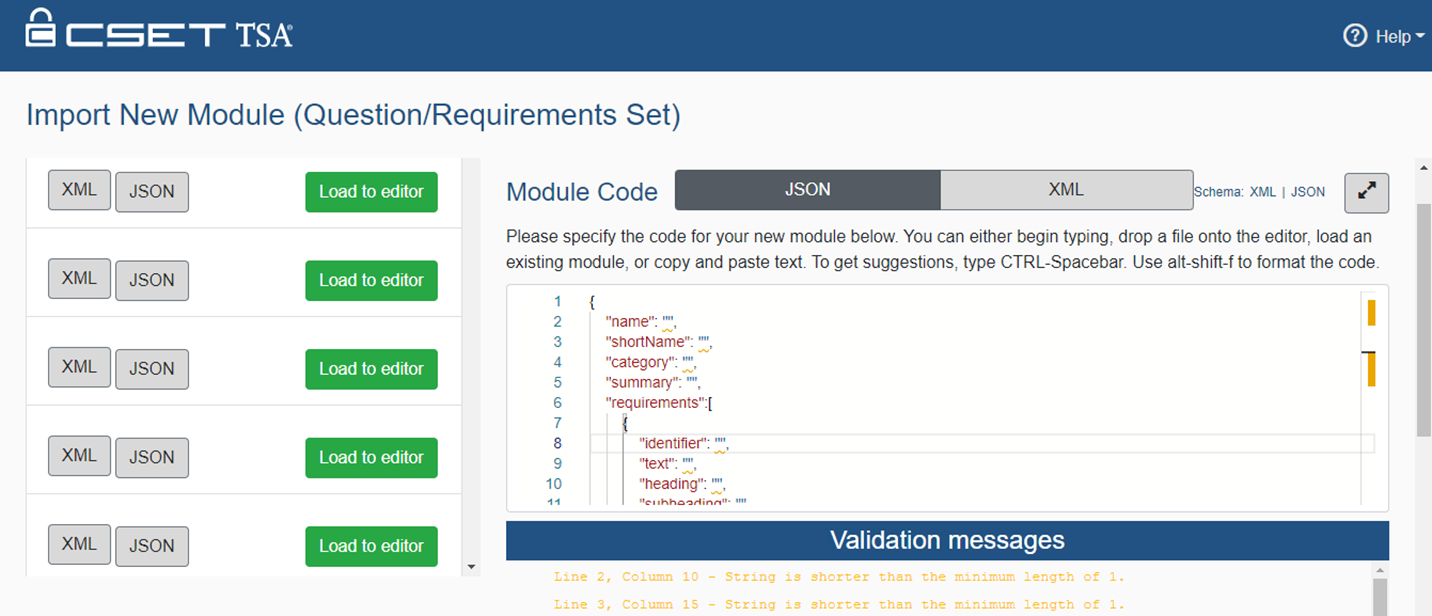 CSET TSA
Help
Import New Module (Question/Requirements Set)
XML JSON Load to editor
XML JSON Load to editor
XML JSON Load to editor
XML JSON Load to editor
XML JSON Load to editor
Module Code JSON XML Schema: XML | JSON
Please specify the code for your new module below. You can either begin typing, drop a file onto the editor, load an
existing module, or copy and paste text. To get suggestions, type CTRL-Spacebar. Use alt-shift-f to format the code.
1 {
2 "name": "",
3 "shortName": "",
4 "category": "",
5 "summary": "",
6 "requirements":[
7 {
8 "identifier": "",
9 "text": "",
10 "heading": "",
11 "subheading": ""
Validation messages
Line 2, Column 10 - String is shorter than the minimum length of 1.
Line 3, Column 15 - String is shorter than the minimum length of 1.